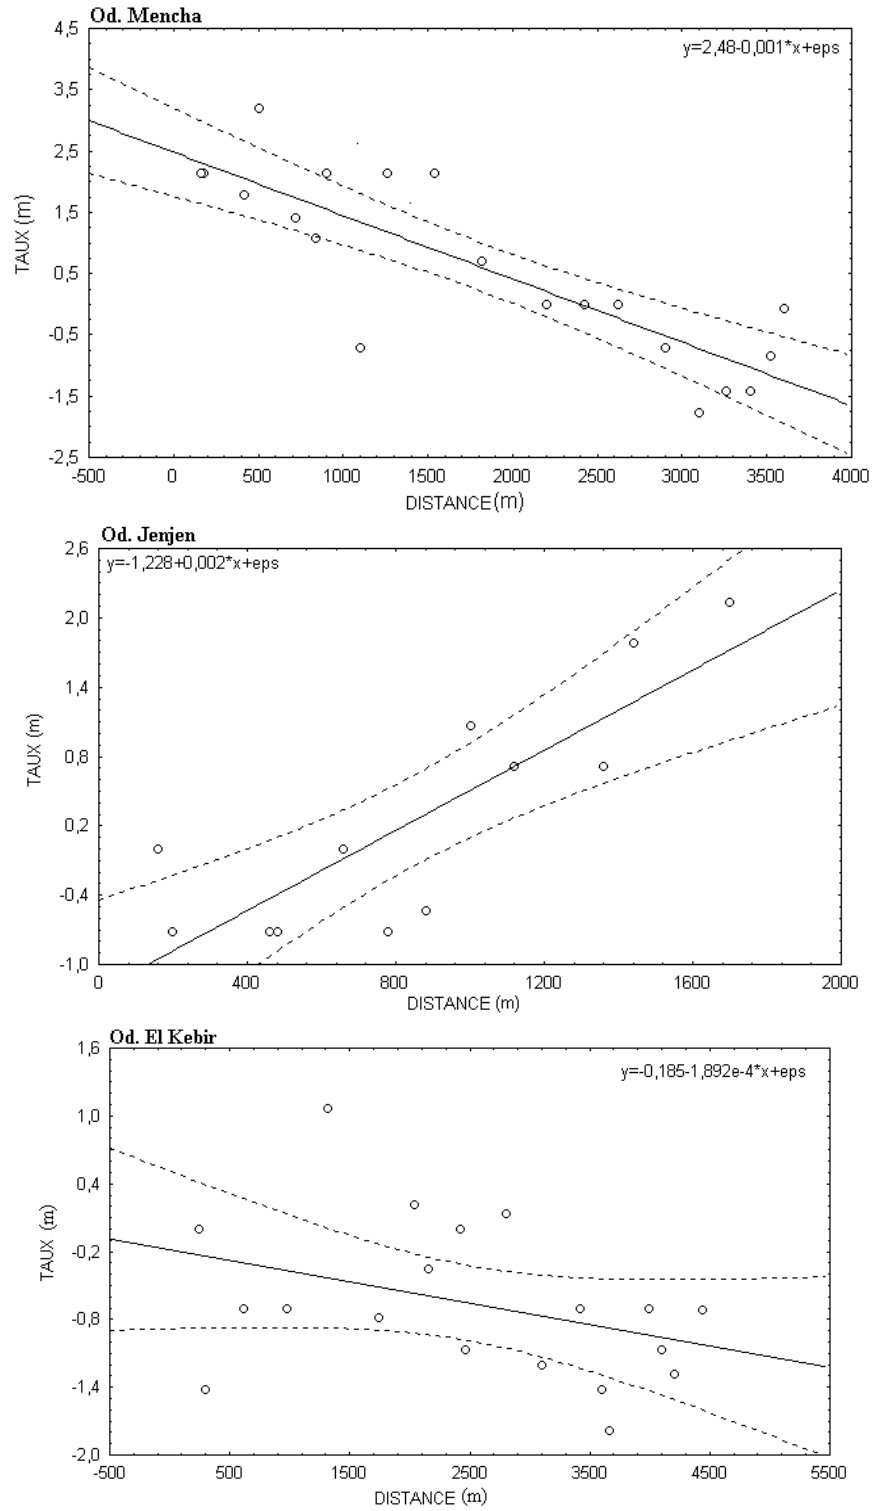 Od. Mencha
4,5
y=2,48-0,001*x+eps
3,5
2,5
1,5
TAUX (m)
0,5
-0,5
-1,5
-2,5
-500 0 500 1000 1500 2000 2500 3000 3500 4000
DISTANCE (m)
Od. Jenjen
2,6
y=-1,228+0,002*x+eps
2,0
1,4
TAUX (m)
0,8
0,2
-0,4
-1,0
0 400 800 1200 1600 2000
DISTANCE (m)
Od. El Kebir
1,6
y=-0,185-1,892e-4*x+eps
1,0
0,4
TAUX (m)
-0,2
-0,8
-1,4
-2,0
-500 500 1500 2500 3500 4500 5500
DISTANCE (m)